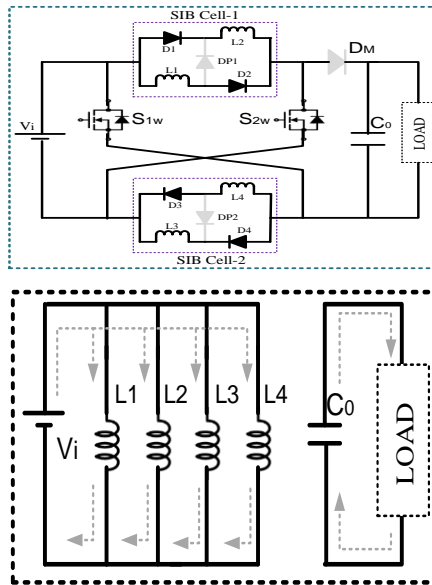 SIB Cell-1
D1
L2
DP1
L1
D2
DM
Vi
S1w
S2w
C0
LOAD
D3
L4
DP2
L3
D4
SIB Cell-2
L1 L2 L3 L4
Vi
C0
LOAD